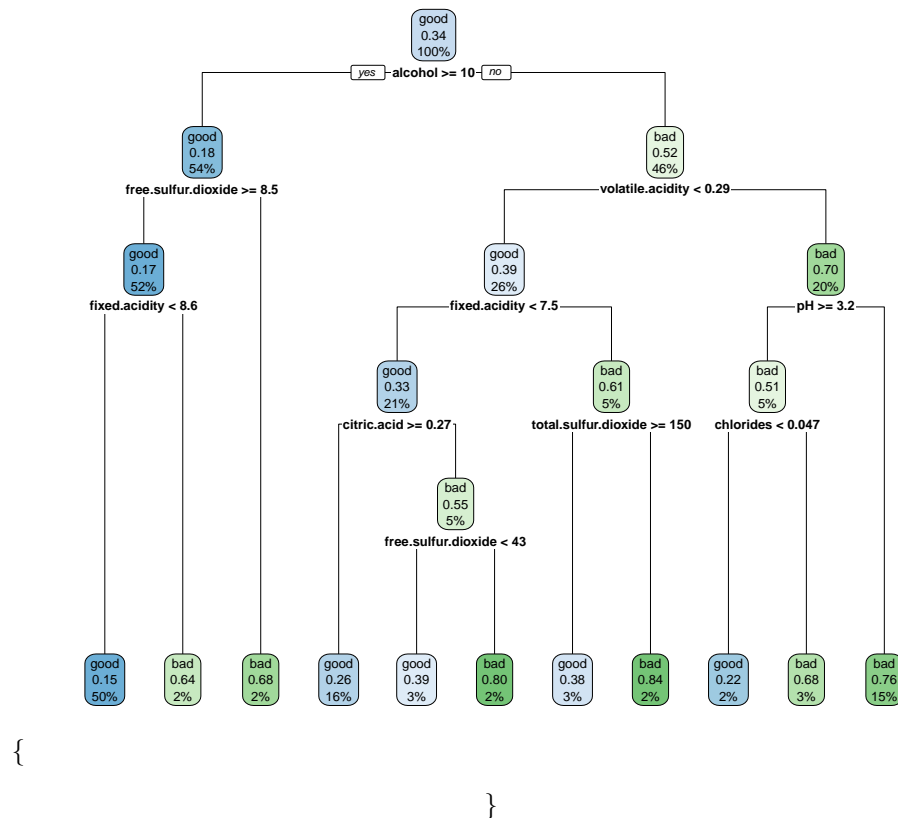 good
0.34
100%
yes alcohol >= 10 no
good
0.18
54%
bad
0.52
46%
free.sulfur.dioxide >= 8.5
volatile.acidity < 0.29
good
0.17
52%
good
0.39
26%
bad
0.70
20%
fixed.acidity < 8.6
fixed.acidity < 7.5
pH >= 3.2
good
0.33
21%
bad
0.61
5%
bad
0.51
5%
citric.acid >= 0.27
total.sulfur.dioxide >= 150
chlorides < 0.047
bad
0.55
5%
free.sulfur.dioxide < 43
good
0.15
50%
bad
0.64
2%
bad
0.68
2%
good
0.26
16%
good
0.39
3%
bad
0.80
2%
good
0.38
3%
bad
0.84
2%
good
0.22
2%
bad
0.68
3%
bad
0.76
15%
{
}